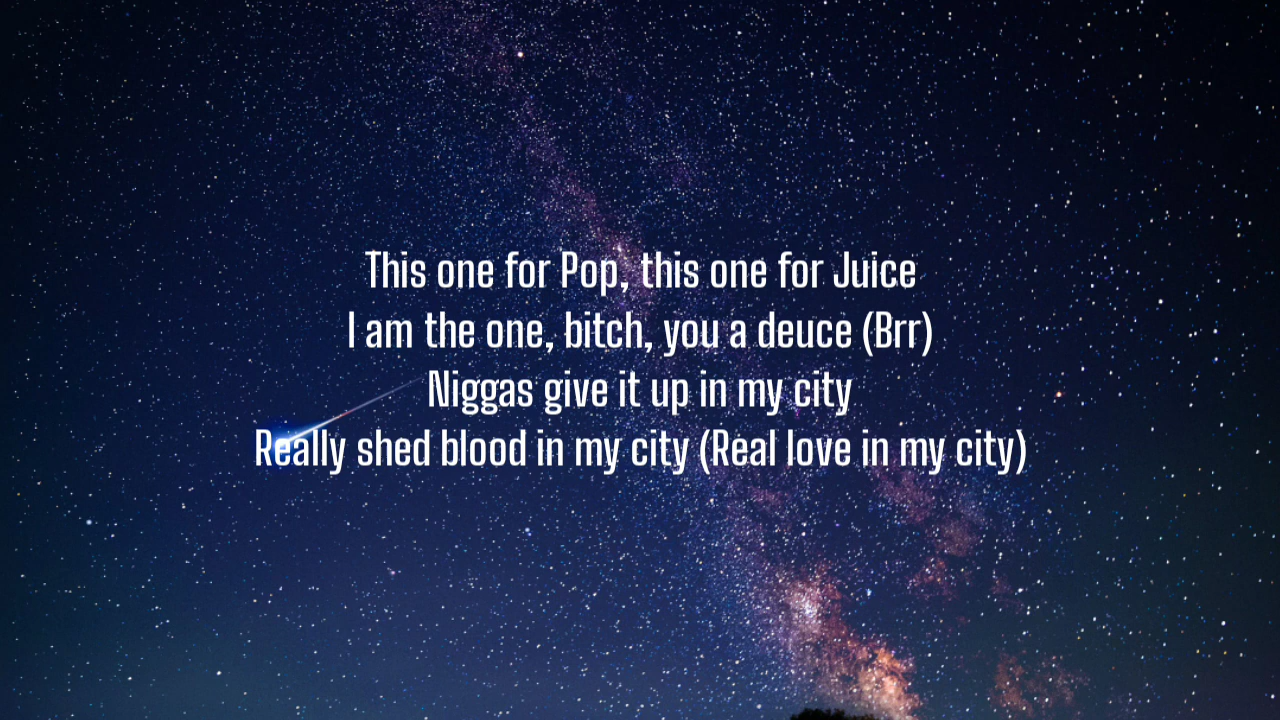 This one for Pop, this one for Juice
I am the one, bitch, you a deuce (Brr)
Niggas give it up in my city
Really shed blood in my city (Real love in my city)